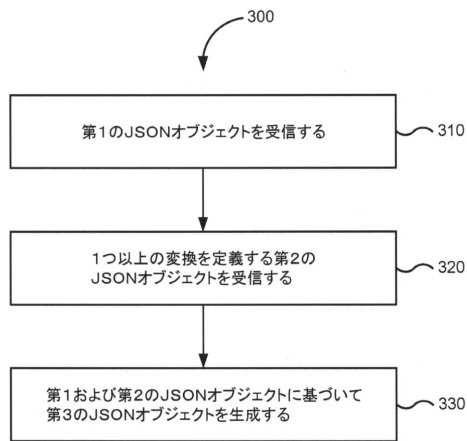 300
第1のJSONオブジェクトを受信する
310
1つ以上の変換を定義する第2の
JSONオブジェクトを受信する
320
第1および第2のJSONオブジェクトに基づいて
第3のJSONオブジェクトを生成する
330